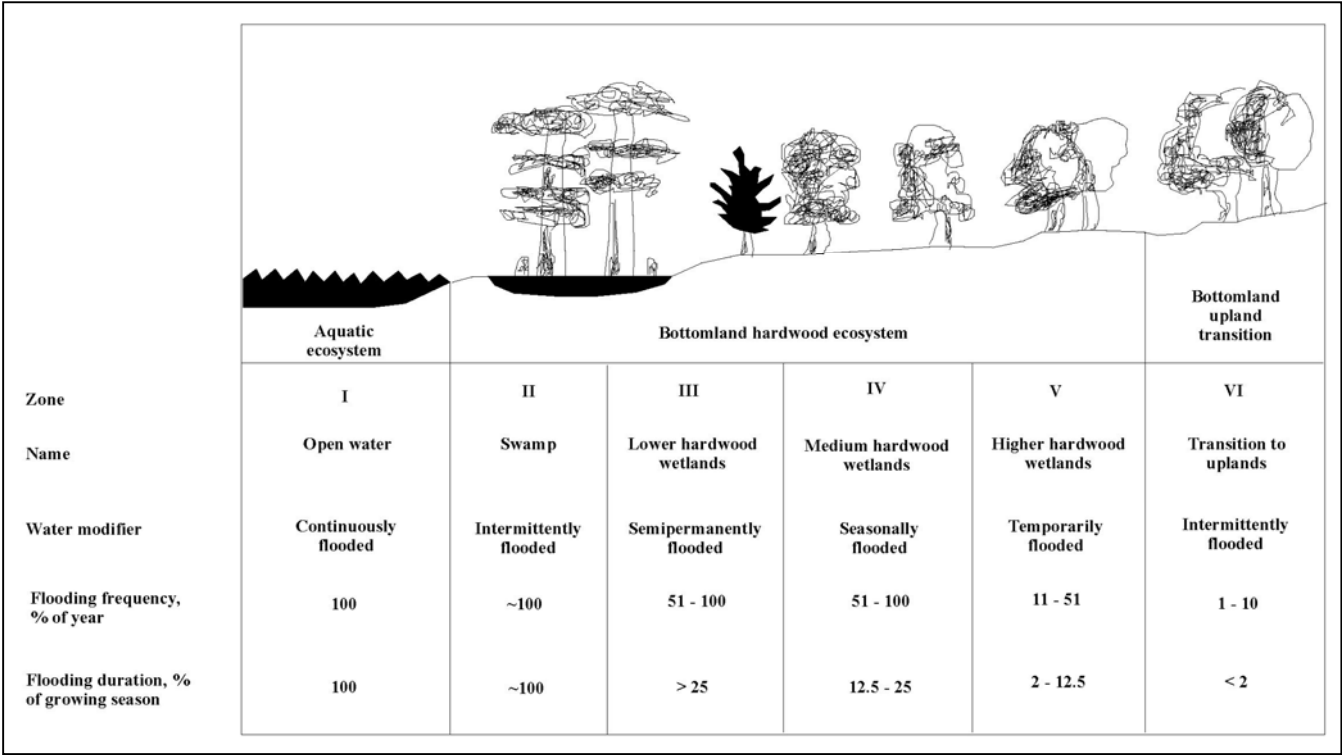 Aquatic
ecosystem
Bottomland hardwood ecosystem
Bottomland
upland
transition
Zone
I
II
III
IV
V
VI
Name
Open water
Swamp
Lower hardwood
wetlands
Medium hardwood
wetlands
Higher hardwood
wetlands
Transition to
uplands
Water modifier
Continuously
flooded
Intermittently
flooded
Semipermanently
flooded
Seasonally
flooded
Temporarily
flooded
Intermittently
flooded
Flooding frequency,
% of year
100
~100
51 - 100
51 - 100
11 - 51
1 - 10
Flooding duration, %
of growing season
100
~100
> 25
12.5 - 25
2 - 12.5
< 2